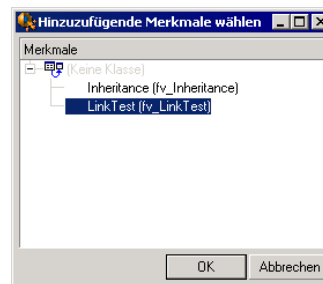 Hinzuzufügende Merkmale wählen
Merkmale
(Keine Klasse)
Inheritance (fv_Inheritance)
LinkTest (fv_LinkTest)
OK Abbrechen